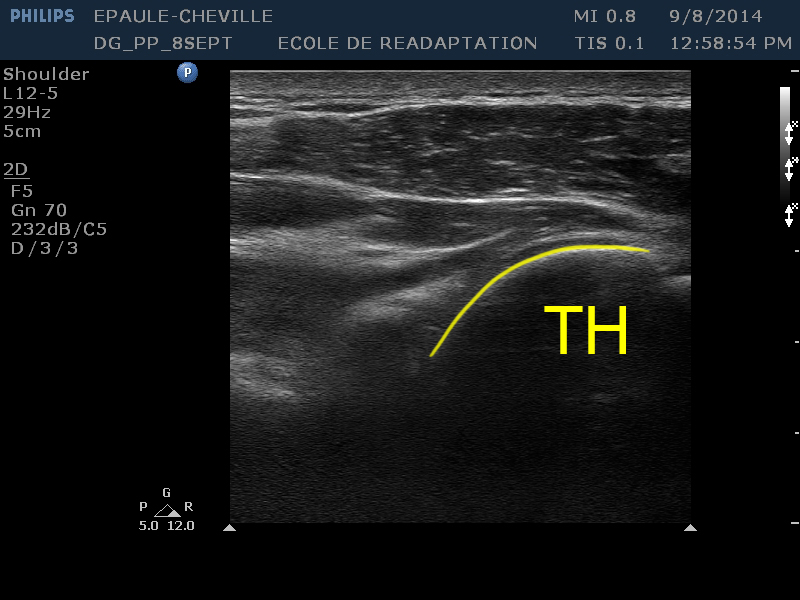 PHILIPS EPAULE-CHEVILLE MI 0.8 9/8/2014
DG_PP_8SEPT ECOLE DE READAPTATION TIS 0.1 12:58:54 PM
Shoulder
L12-5
29Hz
5cm
P
2D
F5
Gn 70
232dB/C5
D/3/3
TH
G
P R
5.0 12.0